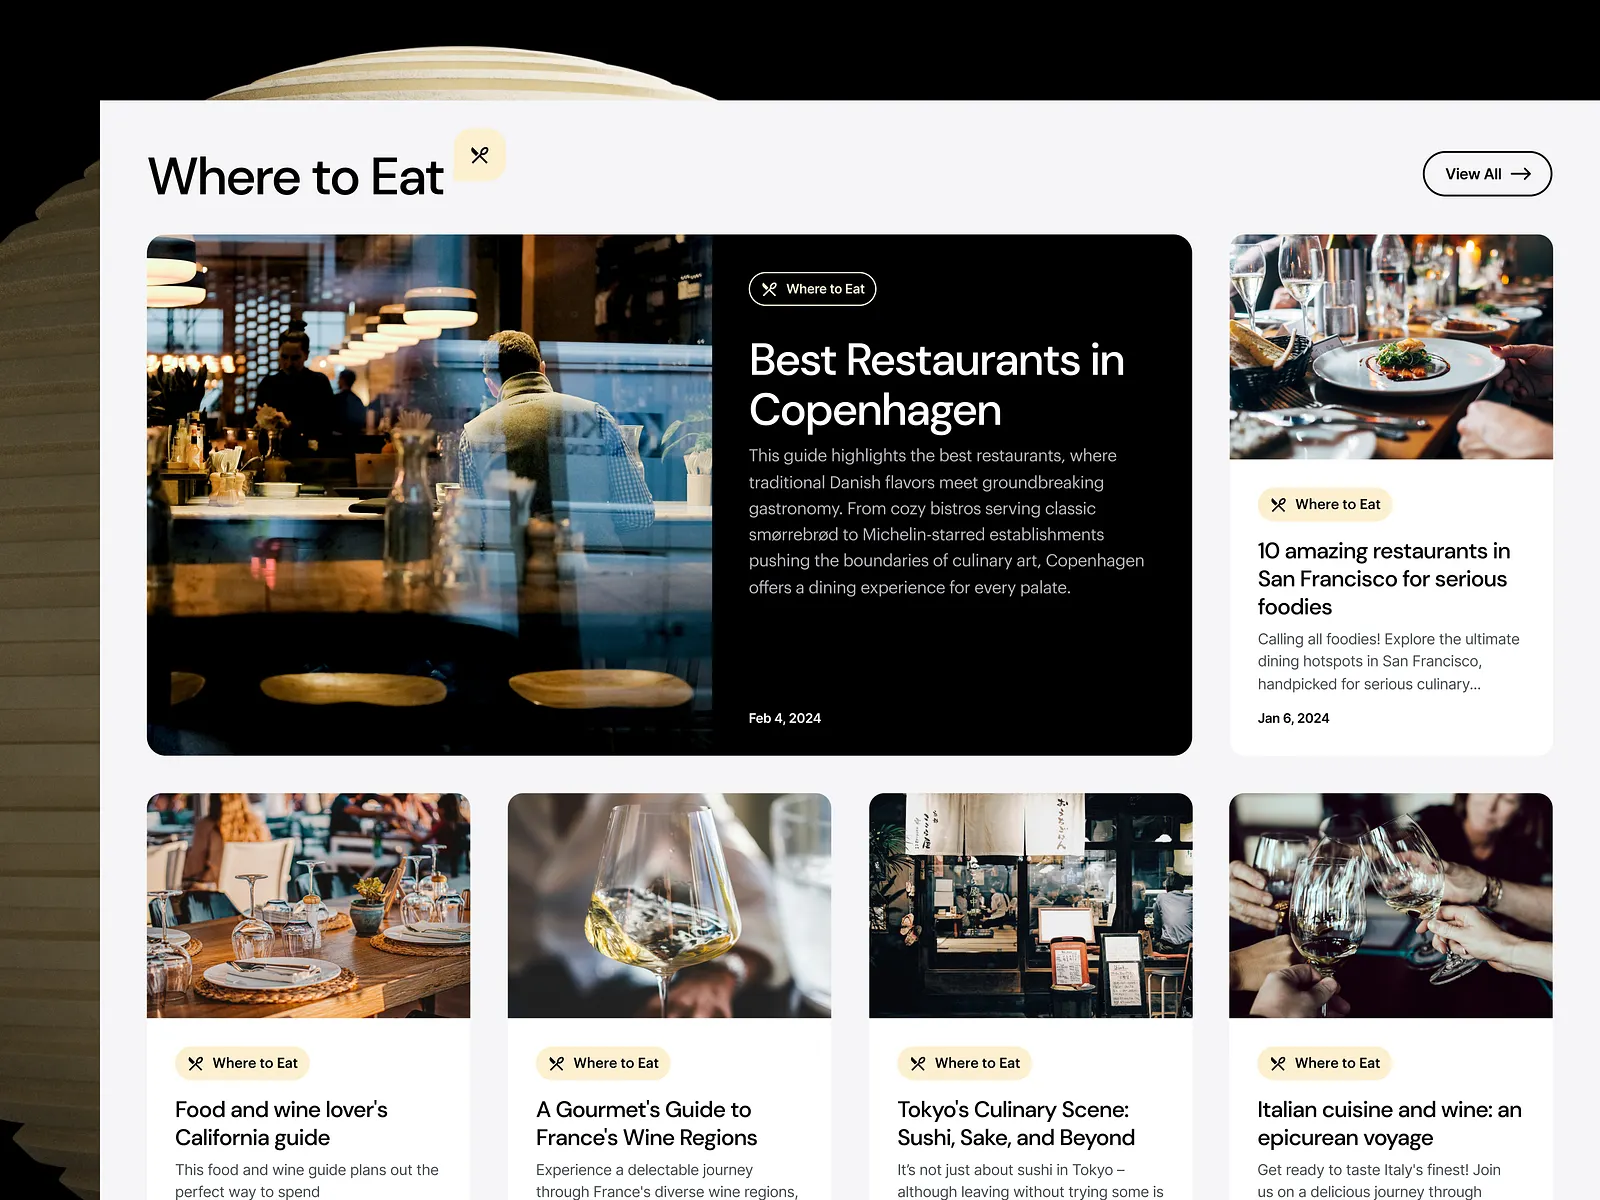 Where to Eat
View All
Where to Eat
Best Restaurants in
Copenhagen
This guide highlights the best restaurants, where
traditional Danish flavors meet groundbreaking
gastronomy. From cozy bistros serving classic
smørrebrød to Michelin-starred establishments
pushing the boundaries of culinary art, Copenhagen
offers a dining experience for every palate.
Feb 4, 2024
Where to Eat
10 amazing restaurants in
San Francisco for serious
foodies
Calling all foodies! Explore the ultimate
dining hotspots in San Francisco,
handpicked for serious culinary...
Jan 6, 2024
Where to Eat
Food and wine lover's
California guide
This food and wine guide plans out the
perfect way to spend
Where to Eat
A Gourmet's Guide to
France's Wine Regions
Experience a delectable journey
through France's diverse wine regions,
Where to Eat
Tokyo's Culinary Scene:
Sushi, Sake, and Beyond
It's not just about sushi in Tokyo –
although leaving without trying some is
Where to Eat
Italian cuisine and wine: an
epicurean voyage
Get ready to taste Italy's finest! Join
us on a delicious journey through